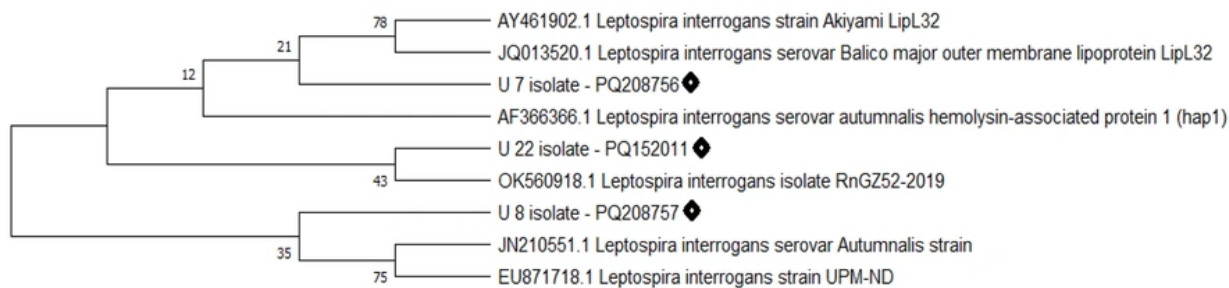 78
AY461902.1 Leptospira interrogans strain Akiyami LipL32
21
JQ013520.1 Leptospira interrogans serovar Balico major outer membrane lipoprotein LipL32
12
U 7 isolate - PQ208756
AF366366.1 Leptospira interrogans serovar autumnalis hemolysin-associated protein 1 (hap1)
U 22 isolate - PQ152011
43
OK560918.1 Leptospira interrogans isolate RnGZ52-2019
U 8 isolate - PQ208757
35
JN210551.1 Leptospira interrogans serovar Autumnalis strain
75
EU871718.1 Leptospira interrogans strain UPM-ND